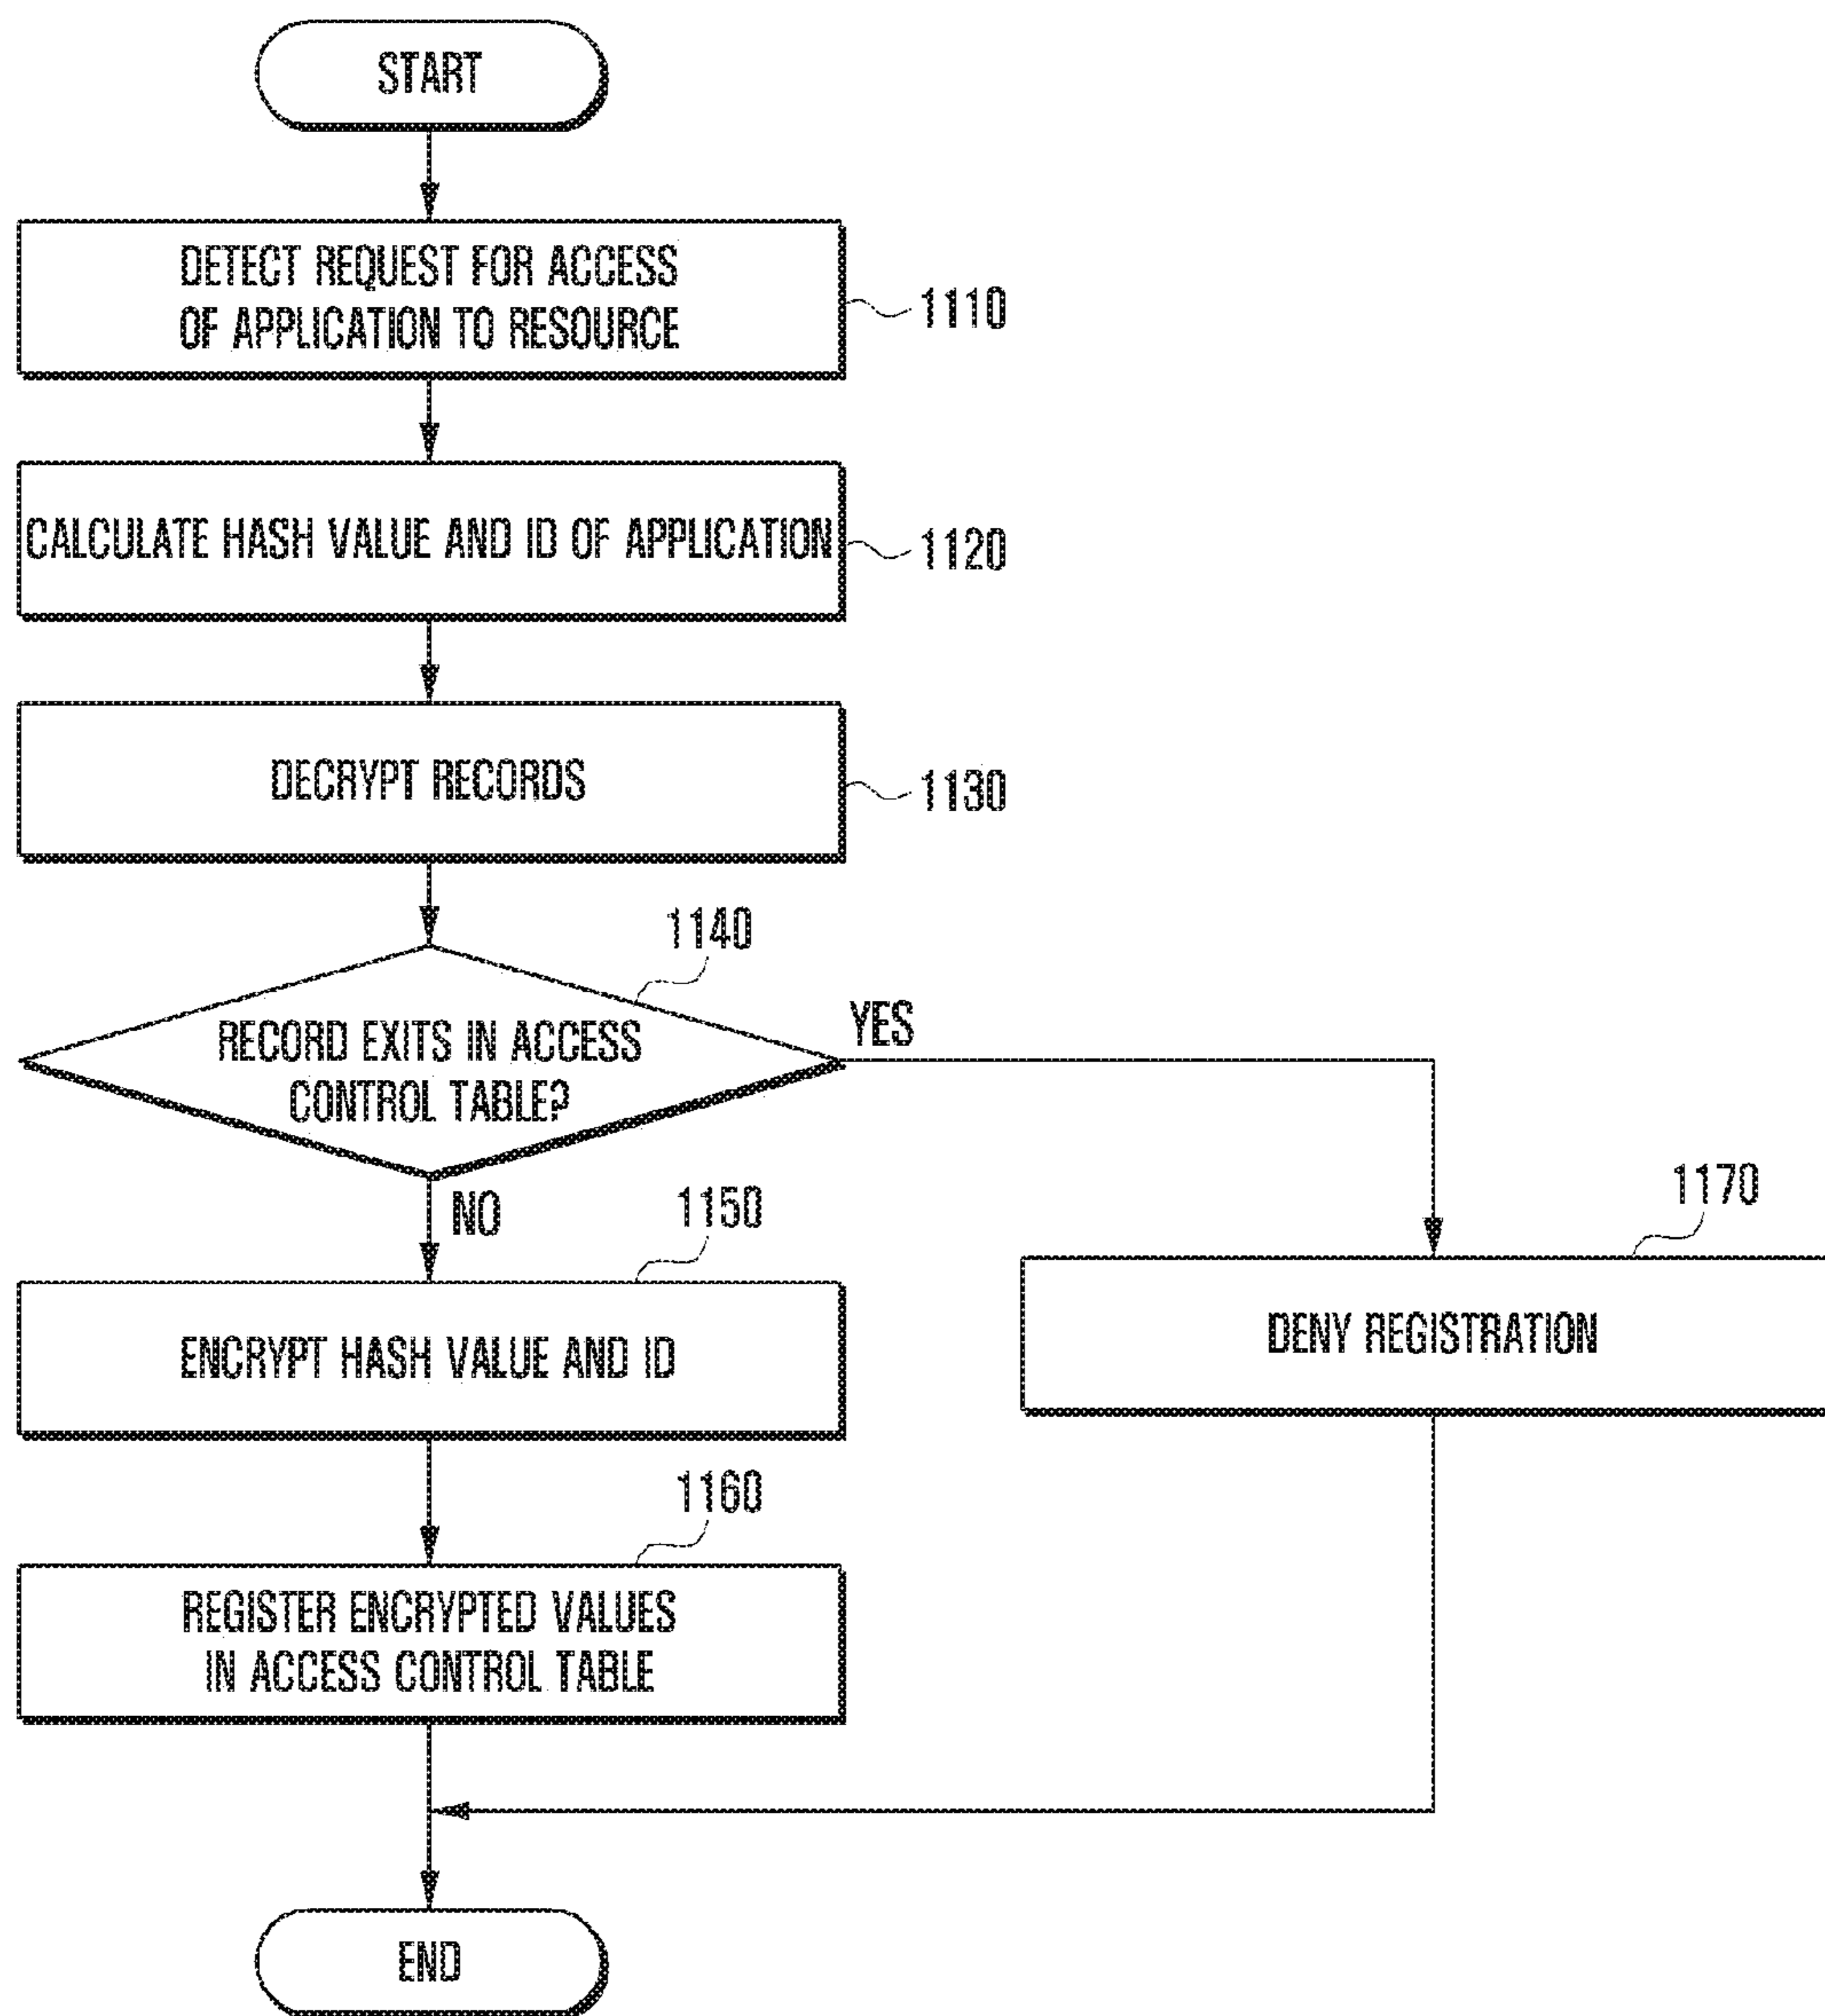 START
DETECT REQUEST FOR ACCESS
OF APPLICATION TO RESOURCE
1110
CALCULATE HASH VALUE AND ID OF APPLICATION
1120
DECRYPT RECORDS
1130
1140
RECORD EXITS IN ACCESS
CONTROL TABLE?
YES
NO
1150
ENCRYPT HASH VALUE AND ID
1170
DENY REGISTRATION
1160
REGISTER ENCRYPTED VALUES
IN ACCESS CONTROL TABLE
END